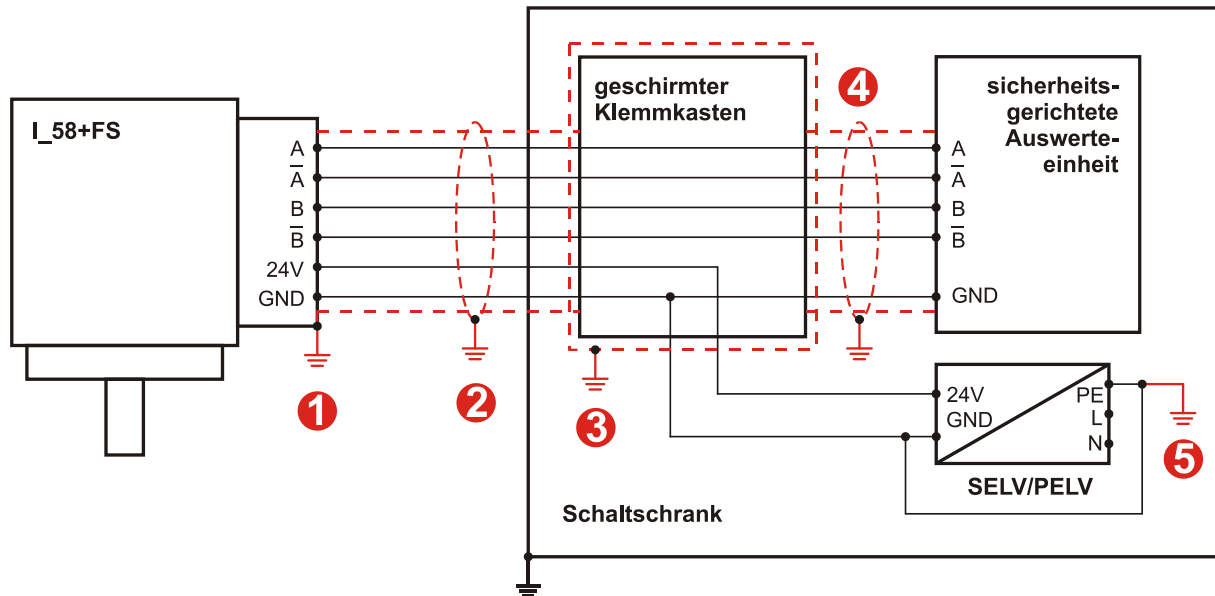 I_58+FS
A
A̅
B
B̅
24V
GND
1
2
geschirmter
Klemmkasten
3
4
sicherheits-
gerichtete
Auswerte-
einheit
A
A̅
B
B̅
GND
24V
GND
PE
L
N
5
SELV/PELV
Schaltschrank